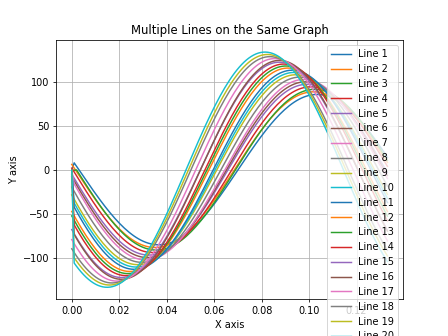 Multiple Lines on the Same Graph
Y axis
100
50
0
−50
−100
0.00
0.02
0.04
0.06
0.08
0.10
X axis
Line 1
Line 2
Line 3
Line 4
Line 5
Line 6
Line 7
Line 8
Line 9
Line 10
Line 11
Line 12
Line 13
Line 14
Line 15
Line 16
Line 17
Line 18
Line 19
Line 20